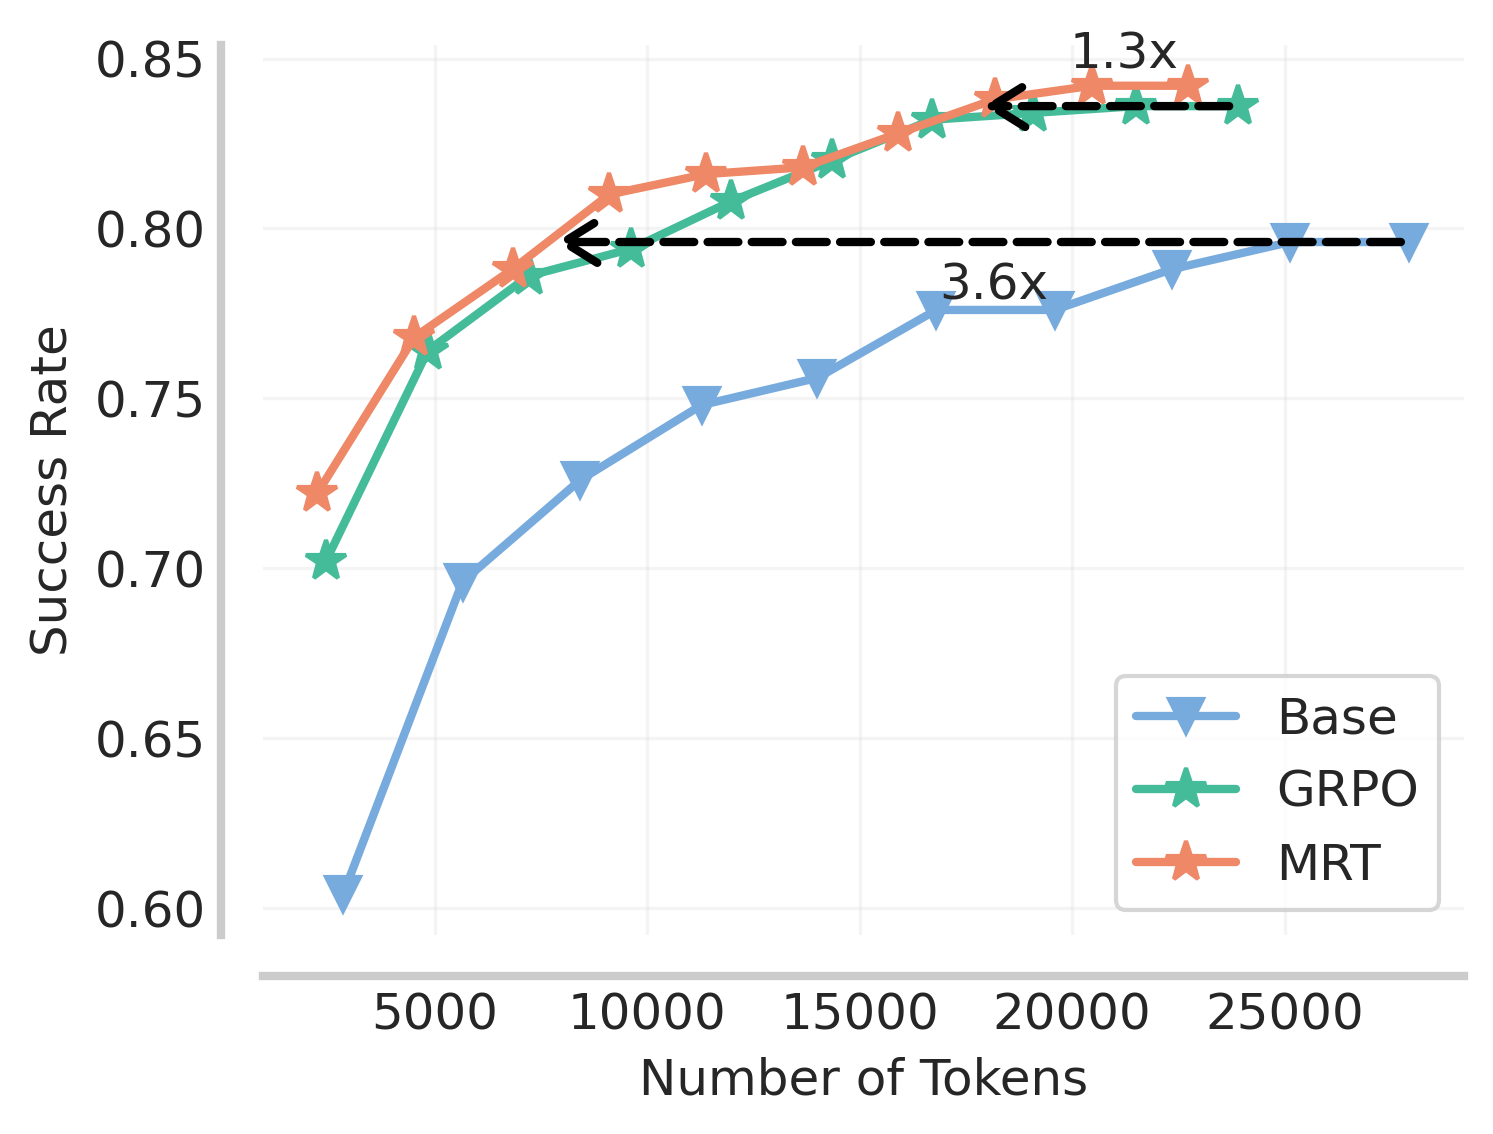 0.85
0.80
0.75
0.70
0.65
0.60
Success Rate
1.3x
3.6x
Base
GRPO
MRT
5000 10000 15000 20000 25000
Number of Tokens